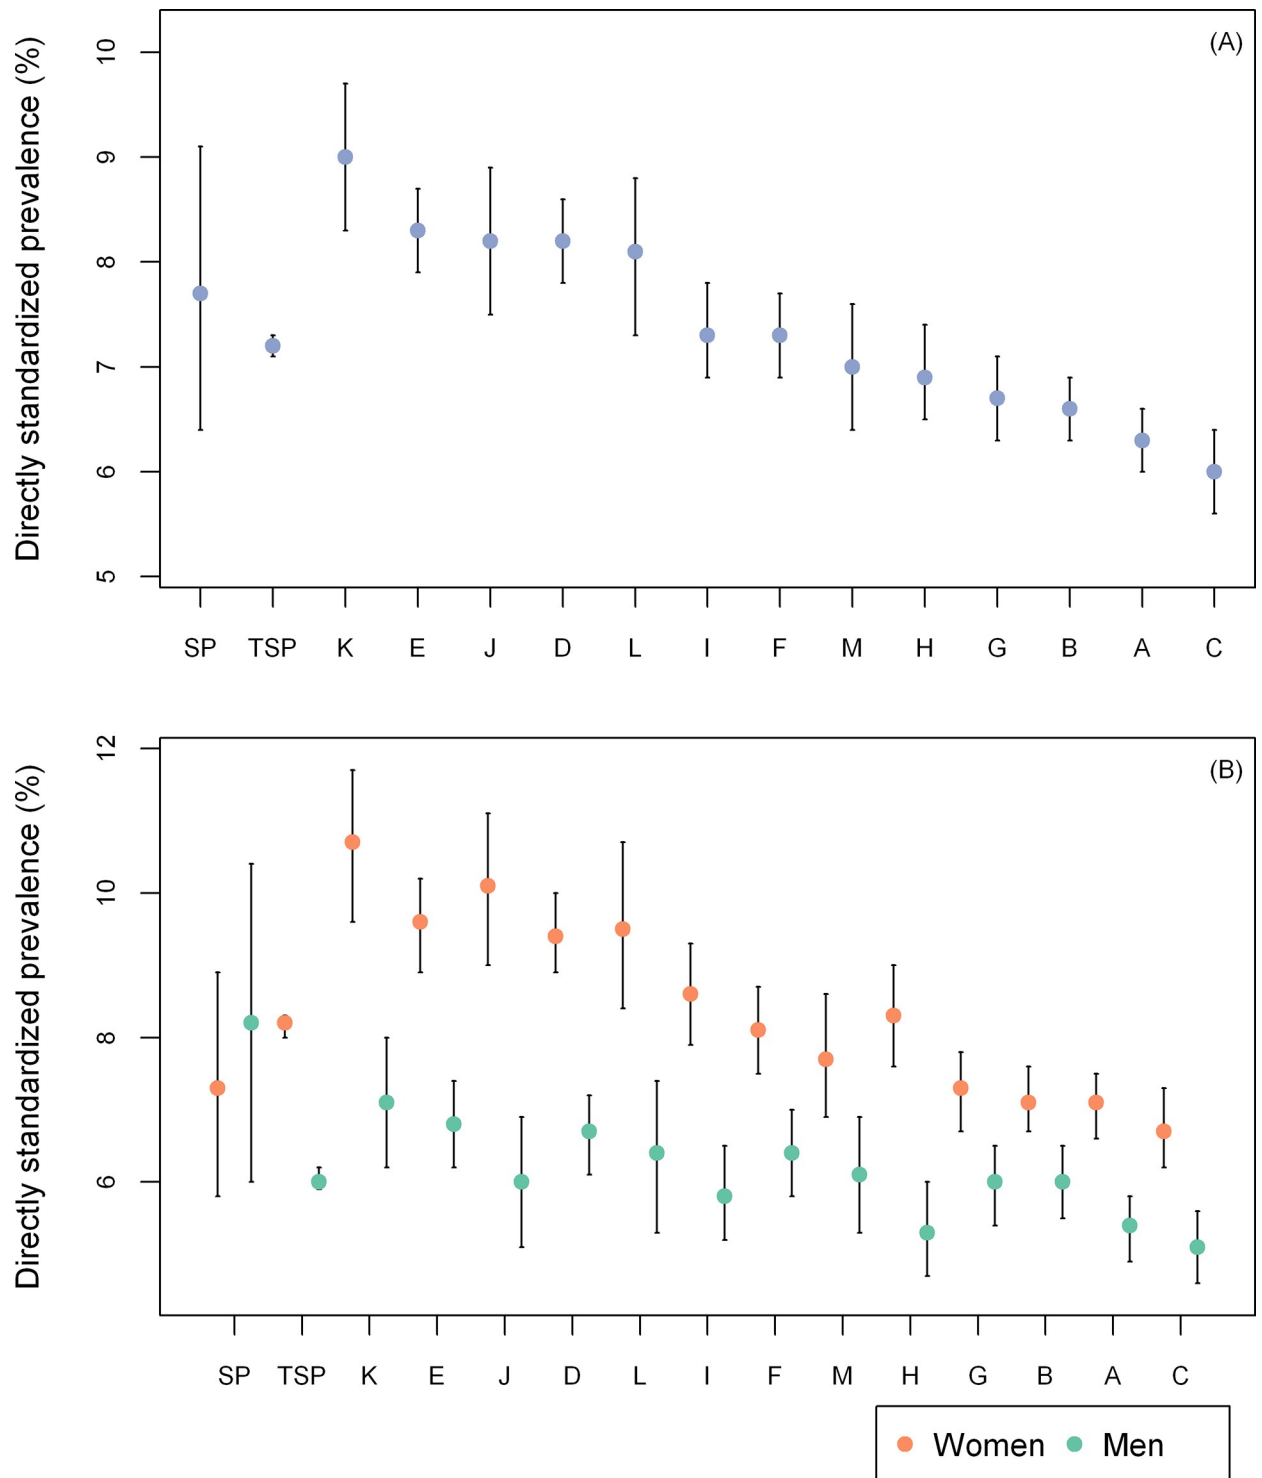 Directly standardized prevalence (%)
(A)
10
9
8
7
6
5
SP TSP K E J D L I F M H G B A C
Directly standardized prevalence (%)
(B)
12
10
8
6
SP TSP K E J D L I F M H G B A C
Women Men